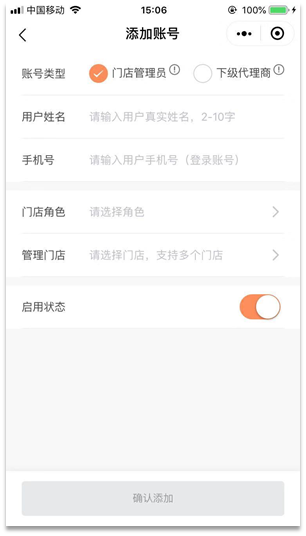 中国移动 15:06 100%
添加账号
账号类型 门店管理员 下级代理商
用户姓名 请输入用户真实姓名，2-10字
手机号 请输入用户手机号（登录账号）
门店角色 请选择角色
管理门店 请选择门店，支持多个门店
启用状态
确认添加